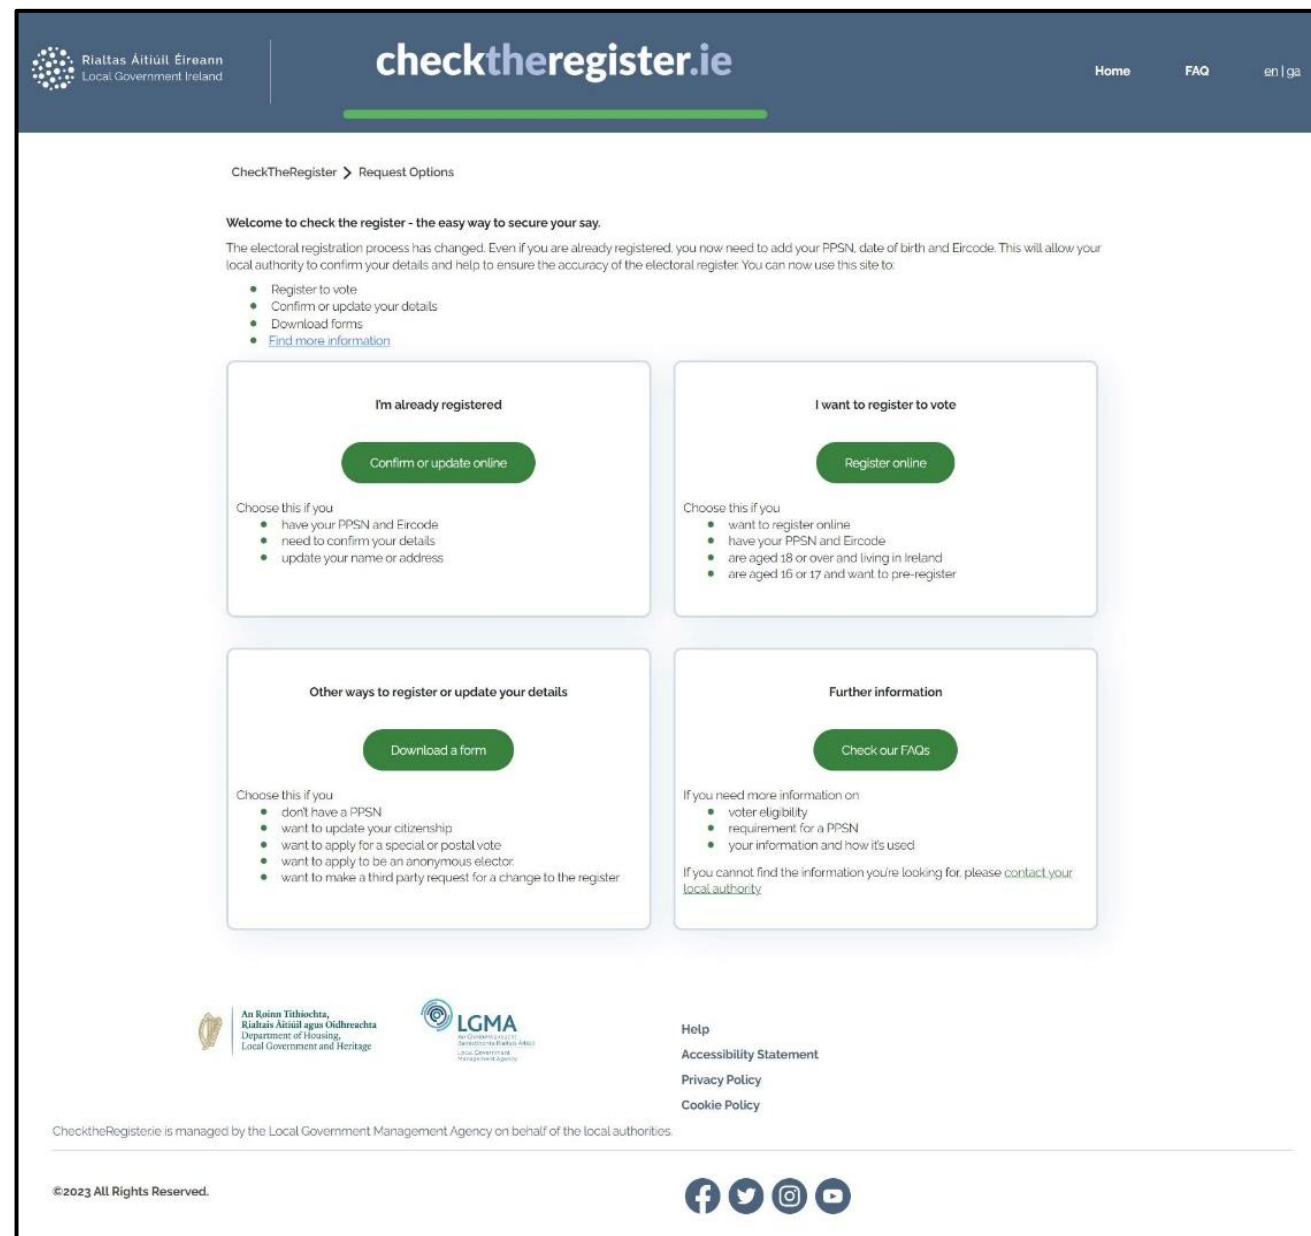 Rialtas Áitiúil Éireann
Local Government Ireland
checktheregister.ie
Home
FAQ
en | ga
CheckTheRegister > Request Options
Welcome to check the register - the easy way to secure your say.
The electoral registration process has changed. Even if you are already registered, you now need to add your PPSN, date of birth and Eircode. This will allow your
local authority to confirm your details and help to ensure the accuracy of the electoral register. You can now use this site to:
Register to vote
Confirm or update your details
Download forms
Find more information
I'm already registered
Confirm or update online
Choose this if you
have your PPSN and Eircode
need to confirm your details
update your name or address
I want to register to vote
Register online
Choose this if you
want to register online
have your PPSN and Eircode
are aged 18 or over and living in Ireland
are aged 16 or 17 and want to pre-register
Other ways to register or update your details
Download a form
Choose this if you
don't have a PPSN
want to update your citizenship
want to apply for a special or postal vote
want to apply to be an anonymous elector.
want to make a third party request for a change to the register
Further information
Check our FAQs
If you need more information on
voter eligibility
requirement for a PPSN
your information and how it's used
If you cannot find the information you're looking for, please contact your
local authority
An Roinn Tithíochta,
Rialtais Áitiúil agus Oidhreachta
Department of Housing,
Local Government and Heritage
LGMA
Local Government
Management Agency
Help
Accessibility Statement
Privacy Policy
Cookie Policy
ChecktheRegister.ie is managed by the Local Government Management Agency on behalf of the local authorities.
©2023 All Rights Reserved.